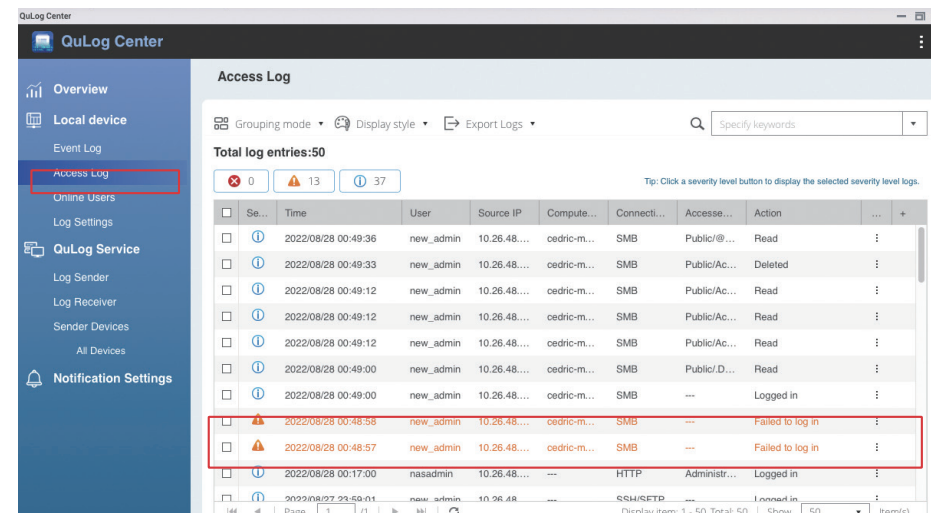 QuLog Center
QuLog Center
Overview
Local device
Event Log
Access Log
Online Users
Log Settings
QuLog Service
Log Sender
Log Receiver
Sender Devices
All Devices
Notification Settings
Access Log
Grouping mode Display style Export Logs Specify keywords
Total log entries:50
0 13 37 Tip: Click a severity level button to display the selected severity level logs.
Se... Time User Source IP Compute... Connecti... Accesse... Action ... +
2022/08/28 00:49:36 new_admin 10.26.48.... cedric-m... SMB Public/@... Read
2022/08/28 00:49:33 new_admin 10.26.48.... cedric-m... SMB Public/Ac... Deleted
2022/08/28 00:49:12 new_admin 10.26.48.... cedric-m... SMB Public/Ac... Read
2022/08/28 00:49:12 new_admin 10.26.48.... cedric-m... SMB Public/Ac... Read
2022/08/28 00:49:12 new_admin 10.26.48.... cedric-m... SMB Public/Ac... Read
2022/08/28 00:49:00 new_admin 10.26.48.... cedric-m... SMB Public/.D... Read
2022/08/28 00:49:00 new_admin 10.26.48.... cedric-m... SMB --- Logged in
2022/08/28 00:48:58 new_admin 10.26.48.... cedric-m... SMB --- Failed to log in
2022/08/28 00:48:57 new_admin 10.26.48.... cedric-m... SMB --- Failed to log in
2022/08/28 00:17:00 nasadmin 10.26.48.... --- HTTP Administr... Logged in
2022/08/27 23:59:01 new_admin 10.26.48.... --- SSH/SFTP --- Logged in
Page 1 /1 Display item: 1 - 50, Total: 50 Show 50 Item(s)